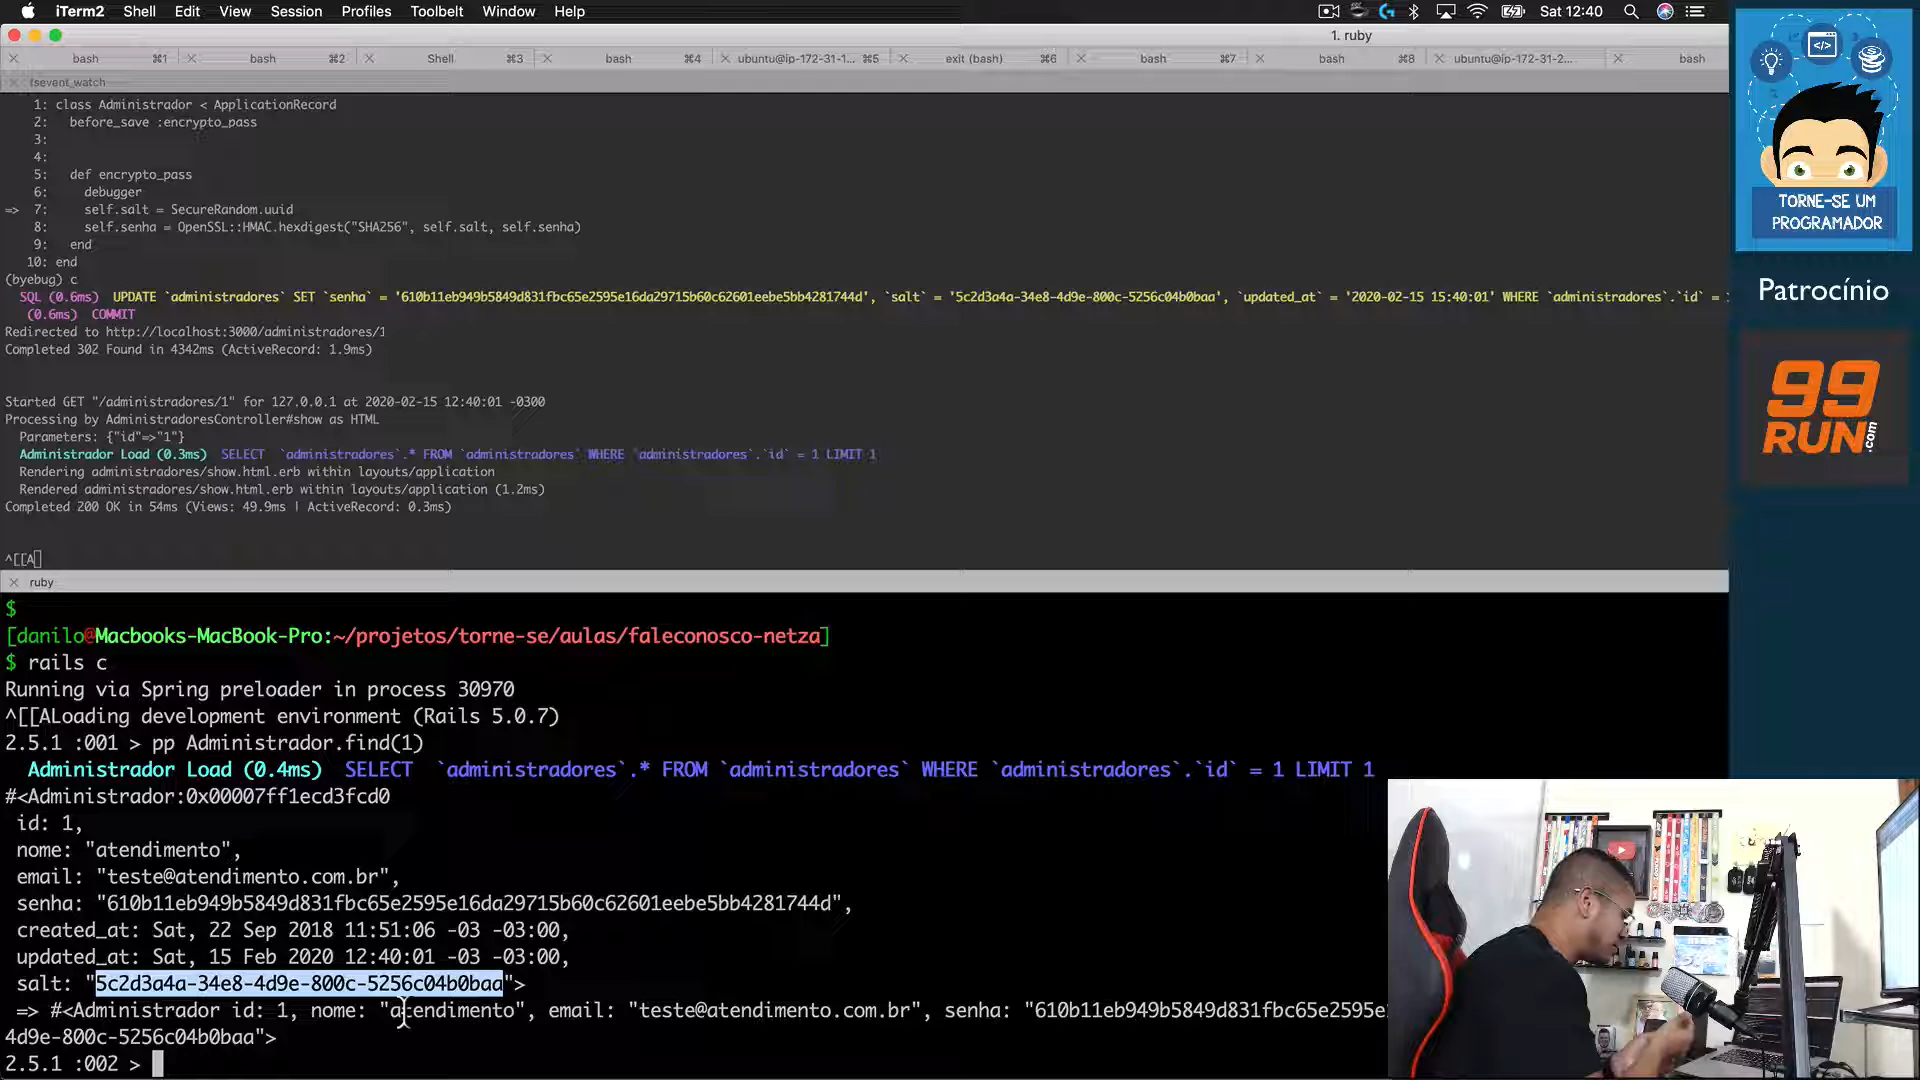 iTerm2 Shell Edit View Session Profiles Toolbelt Window Help Sat 12:40
1. ruby
bash ⌘1 bash ⌘2 Shell ⌘3 bash ⌘4 ubuntu@ip-172-31-1... ⌘5 exit (bash) ⌘6 bash ⌘7 bash ⌘8 ubuntu@ip-172-31-2... bash
fsevent_watch
1: class Administrador < ApplicationRecord
2: before_save :encrypto_pass
3:
4:
5: def encrypto_pass
6: debugger
=> 7: self.salt = SecureRandom.uuid
8: self.senha = OpenSSL::HMAC.hexdigest("SHA256", self.salt, self.senha)
9: end
10: end
(byebug) c
SQL (0.6ms) UPDATE `administradores` SET `senha` = '610b11eb949b5849d831fbc65e2595e16da29715b60c62601eebe5bb4281744d', `salt` = '5c2d3a4a-34e8-4d9e-800c-5256c04b0baa', `updated_at` = '2020-02-15 15:40:01' WHERE `administradores`.`id` =
(0.6ms) COMMIT
Redirected to http://localhost:3000/administradores/1
Completed 302 Found in 4342ms (ActiveRecord: 1.9ms)
Started GET "/administradores/1" for 127.0.0.1 at 2020-02-15 12:40:01 -0300
Processing by AdministradoresController#show as HTML
Parameters: {"id"=>"1"}
Administrador Load (0.3ms) SELECT `administradores`.* FROM `administradores` WHERE `administradores`.`id` = 1 LIMIT 1
Rendering administradores/show.html.erb within layouts/application
Rendered administradores/show.html.erb within layouts/application (1.2ms)
Completed 200 OK in 54ms (Views: 49.9ms | ActiveRecord: 0.3ms)
^[[A
ruby
$
[danilo@Macbooks-MacBook-Pro:~/projetos/torne-se/aulas/faleconosco-netza]
$ rails c
Running via Spring preloader in process 30970
^[[ALoading development environment (Rails 5.0.7)
2.5.1 :001 > pp Administrador.find(1)
Administrador Load (0.4ms) SELECT `administradores`.* FROM `administradores` WHERE `administradores`.`id` = 1 LIMIT 1
#<Administrador:0x00007ff1ecd3fcd0
id: 1,
nome: "atendimento",
email: "teste@atendimento.com.br",
senha: "610b11eb949b5849d831fbc65e2595e16da29715b60c62601eebe5bb4281744d",
created_at: Sat, 22 Sep 2018 11:51:06 -03 -03:00,
updated_at: Sat, 15 Feb 2020 12:40:01 -03 -03:00,
salt: "5c2d3a4a-34e8-4d9e-800c-5256c04b0baa">
=> #<Administrador id: 1, nome: "atendimento", email: "teste@atendimento.com.br", senha: "610b11eb949b5849d831fbc65e2595e
4d9e-800c-5256c04b0baa">
2.5.1 :002 >
</>
TORNE-SE UM
PROGRAMADOR
Patrocínio
99
RUN.com